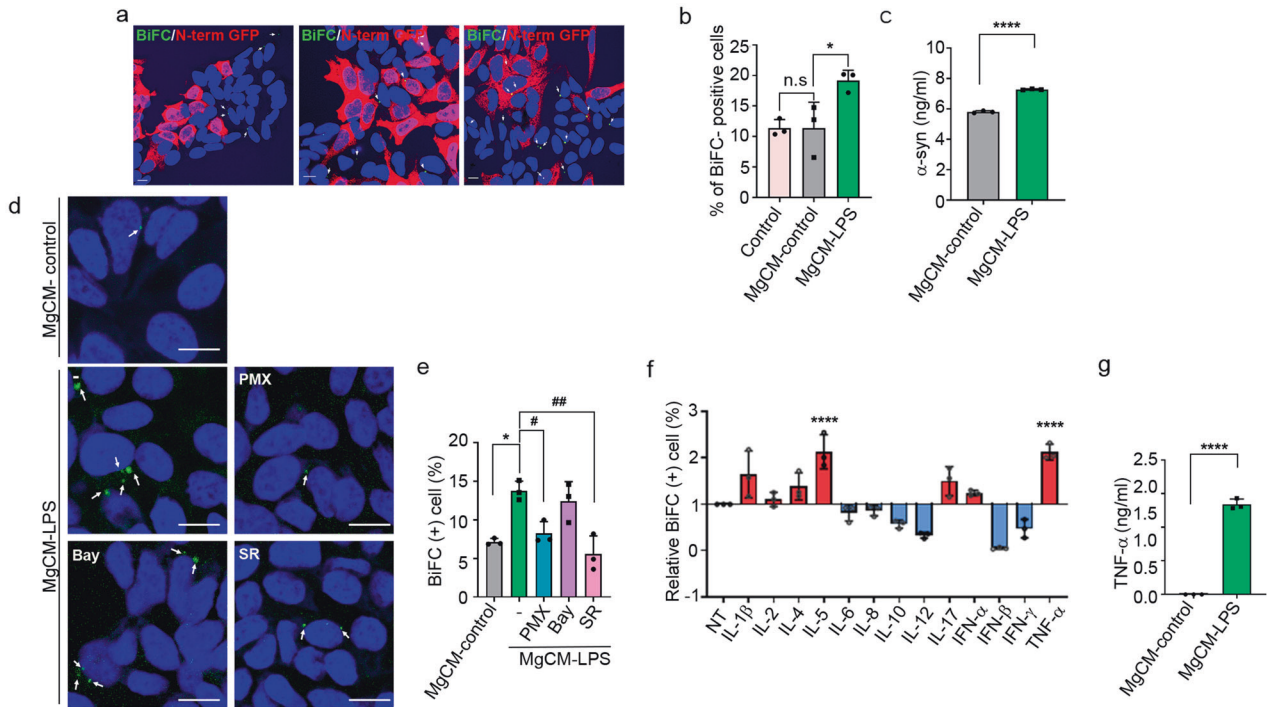 a
BiFC/N-term GFP
BiFC/N-term GFP
BiFC/N-term GFP
b
% of BiFC- positive cells
25
20
15
10
5
0
n.s
*
Control
MgCM-control
MgCM-LPS
c
α-syn (ng/ml)
10
8
6
4
2
0
****
MgCM-control
MgCM-LPS
d
MgCM- control
MgCM-LPS
-
PMX
Bay
SR
e
BiFC (+) cell (%)
20
15
10
5
0
*
#
##
MgCM-control
-
PMX
Bay
SR
MgCM-LPS
f
Relative BiFC (+) cell (%)
3
2
1
0
-1
****
****
NT
IL-1β
IL-2
IL-4
IL-5
IL-6
IL-8
IL-10
IL-12
IL-17
IFN-α
IFN-β
IFN-γ
TNF-α
g
TNF-α (ng/ml)
2.5
2.0
1.5
1.0
0.5
0.0
****
MgCM-control
MgCM-LPS